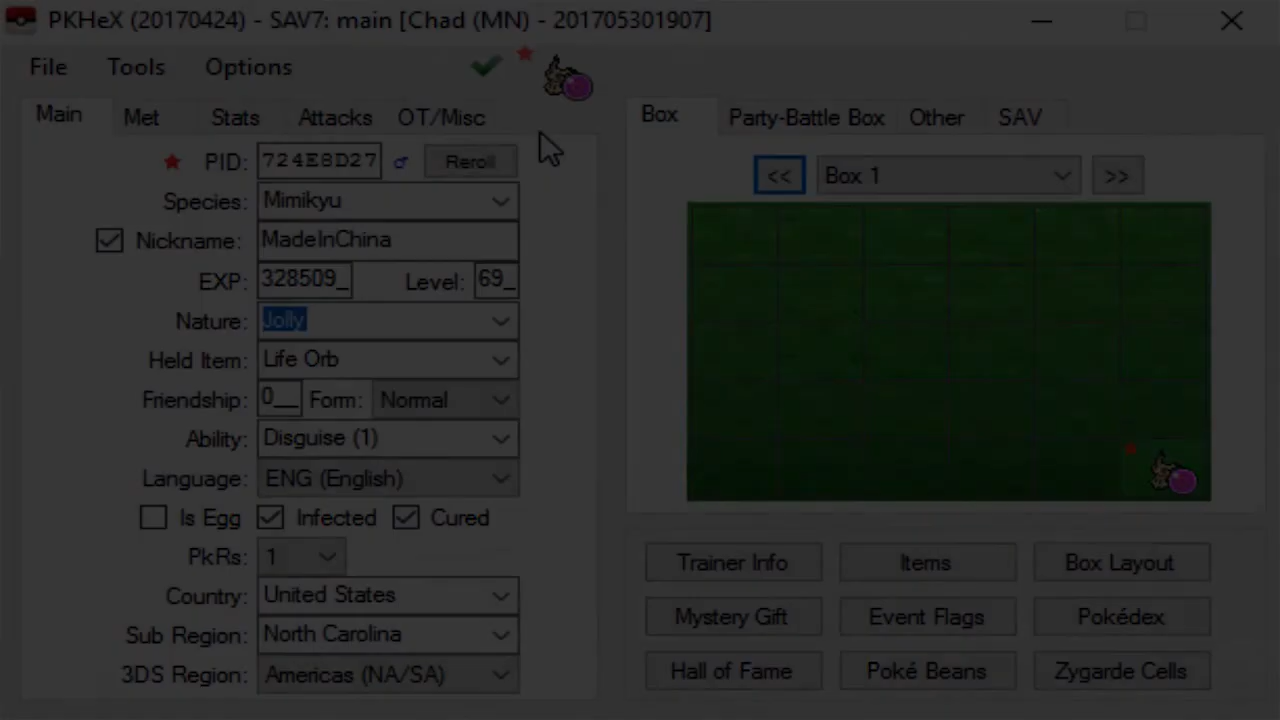 PKHeX (20170424) - SAV7: main [Chad (MN) - 201705301907]
File Tools Options
Main Met Stats Attacks OT/Misc
PID: 724E8D27 Reroll
Species: Mimikyu
Nickname: MadeInChina
EXP: 328509_ Level: 69_
Nature: Jolly
Held Item: Life Orb
Friendship: 0__ Form: Normal
Ability: Disguise (1)
Language: ENG (English)
Is Egg Infected Cured
PkRs: 1
Country: United States
Sub Region: North Carolina
3DS Region: Americas (NA/SA)
Box Party-Battle Box Other SAV
<< Box 1 >>
Trainer Info Items Box Layout
Mystery Gift Event Flags Pokédex
Hall of Fame Poké Beans Zygarde Cells